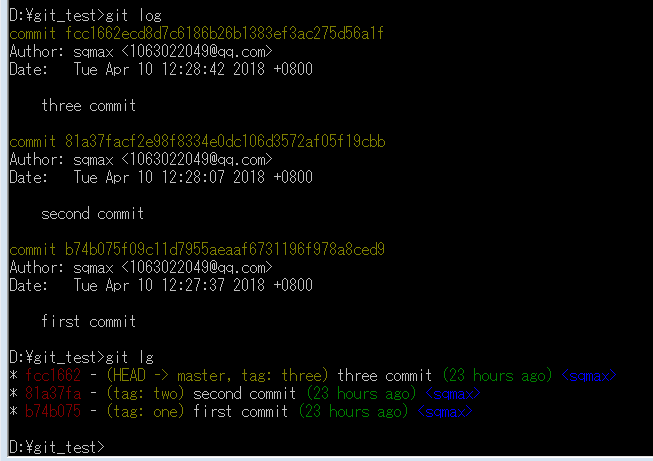 D:¥git_test>git log
commit fcc1662ecd8d7c6186b26b1383ef3ac275d56a1f
Author: sqmax <1063022049@qq.com>
Date:   Tue Apr 10 12:28:42 2018 +0800
three commit
commit 81a37facf2e98f8334e0dc106d3572af05f19cbb
Author: sqmax <1063022049@qq.com>
Date:   Tue Apr 10 12:28:07 2018 +0800
second commit
commit b74b075f09c11d7955aeaaf6731196f978a8ced9
Author: sqmax <1063022049@qq.com>
Date:   Tue Apr 10 12:27:37 2018 +0800
first commit
D:¥git_test>git lg
* fcc1662 - (HEAD -> master, tag: three) three commit (23 hours ago) <sqmax>
* 81a37fa - (tag: two) second commit (23 hours ago) <sqmax>
* b74b075 - (tag: one) first commit (23 hours ago) <sqmax>
D:¥git_test>